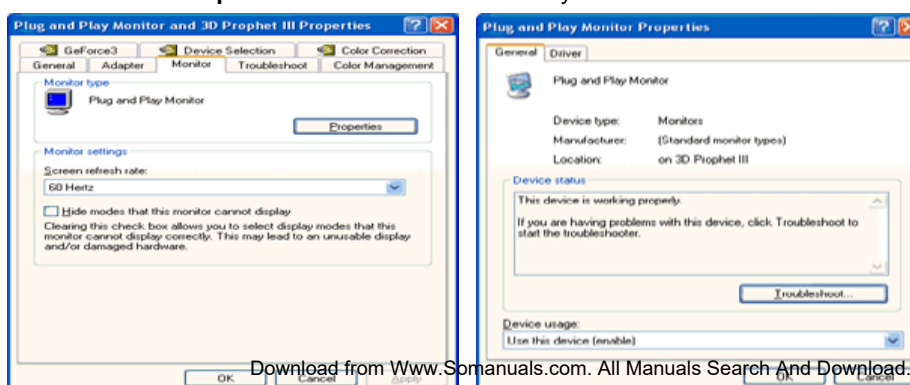 Plug and Play Monitor and 3D Prophet III Properties
GeForce3 Device Selection Color Correction
General Adapter Monitor Troubleshoot Color Management
Monitor type
Plug and Play Monitor
Properties
Monitor settings
Screen refresh rate:
60 Hertz
Hide modes that this monitor cannot display
Clearing this check box allows you to select display modes that this
monitor cannot display correctly. This may lead to an unusable display
and/or damaged hardware.
OK Cancel Apply
Plug and Play Monitor Properties
General Driver
Plug and Play Monitor
Device type: Monitors
Manufacturer: (Standard monitor types)
Location: on 3D Prophet III
Device status
This device is working properly.
If you are having problems with this device, click Troubleshoot to
start the troubleshooter.
Troubleshoot...
Device usage:
Use this device (enable)
OK Cancel
Download from Www.Somanuals.com. All Manuals Search And Download.